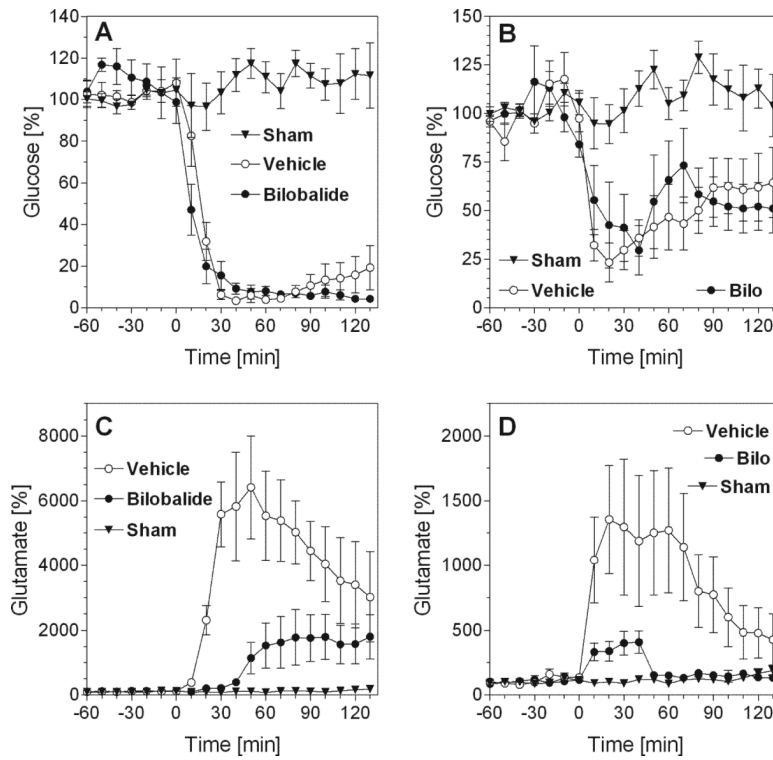 A
Glucose [%]
140
120
100
80
60
40
20
0
Sham
Vehicle
Bilobalide
-60
-30
0
30
60
90
120
Time [min]
B
Glucose [%]
150
125
100
75
50
25
0
Sham
Vehicle
Bilo
-60
-30
0
30
60
90
120
Time [min]
C
Glutamate [%]
8000
6000
4000
2000
0
Vehicle
Bilobalide
Sham
-60
-30
0
30
60
90
120
Time [min]
D
Glutamate [%]
2000
1500
1000
500
0
Vehicle
Bilo
Sham
-60
-30
0
30
60
90
120
Time [min]